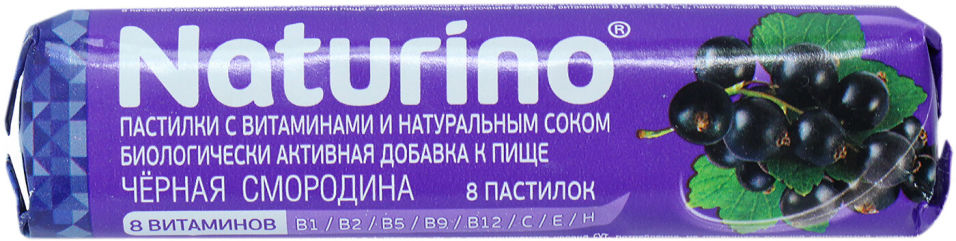 Naturino®
ПАСТИЛКИ С ВИТАМИНАМИ И НАТУРАЛЬНЫМ СОКОМ
БИОЛОГИЧЕСКИ АКТИВНАЯ ДОБАВКА К ПИЩЕ
ЧЁРНАЯ СМОРОДИНА 8 ПАСТИЛОК
8 ВИТАМИНОВ B1 / B2 / B5 / B9 / B12 / C / E / H